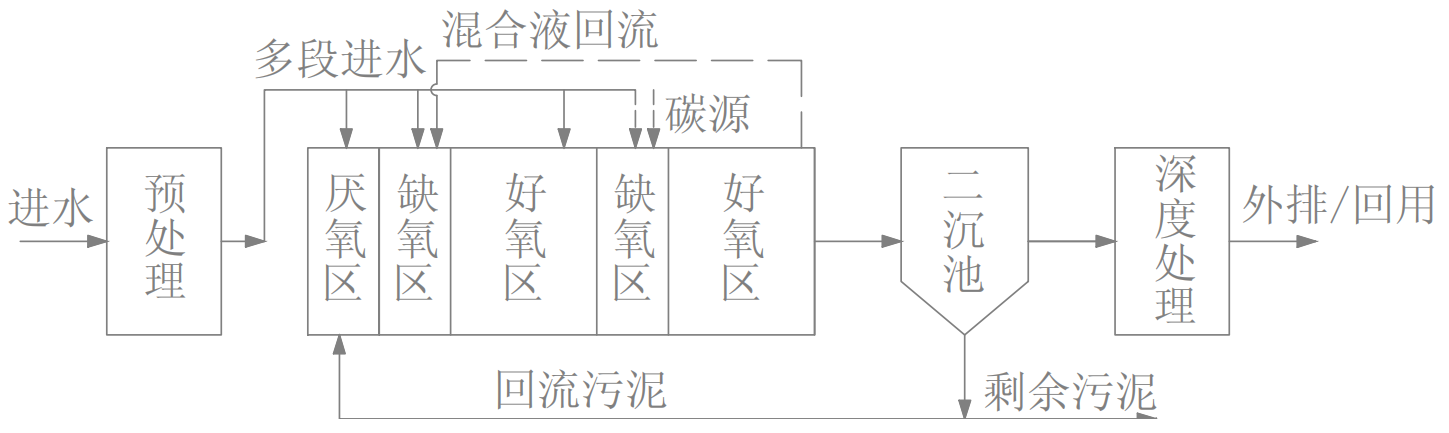 混合液回流
多段进水
碳源
进水
预处理
厌氧区
缺氧区
好氧区
缺氧区
好氧区
二沉池
深度处理
外排/回用
回流污泥
剩余污泥